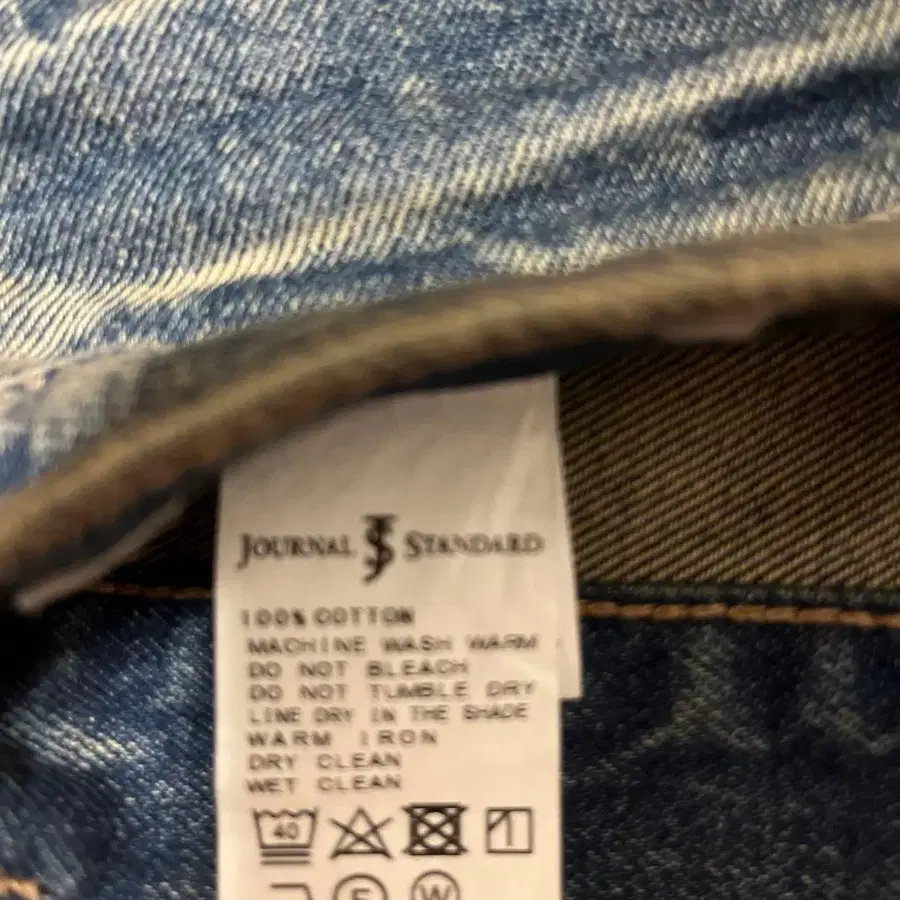 JOURNAL JS STANDARD
100% COTTON
MACHINE WASH WARM
DO NOT BLEACH
DO NOT TUMBLE DRY
LINE DRY IN THE SHADE
WARM IRON
DRY CLEAN
WET CLEAN
40
F W